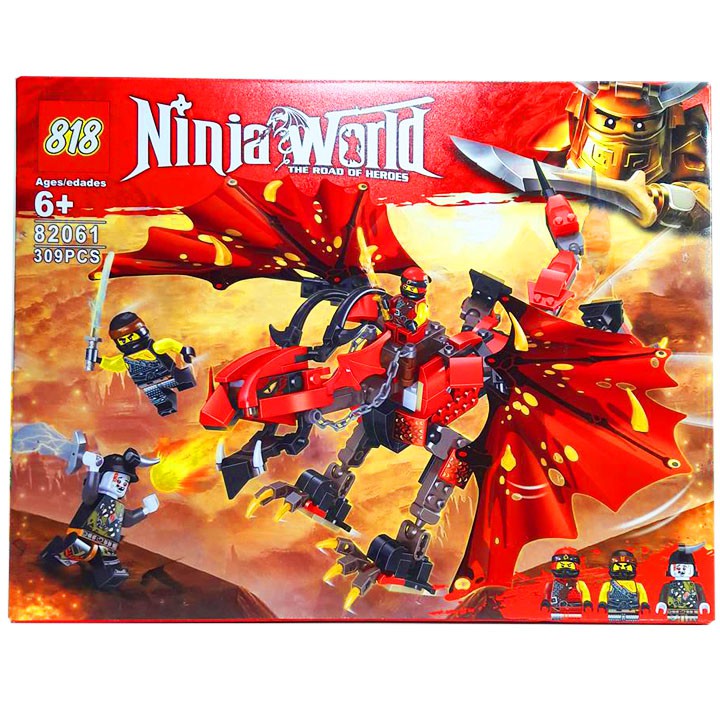 818
Ninja World
THE ROAD OF HEROES
Ages/edades
6+
82061
309PCS